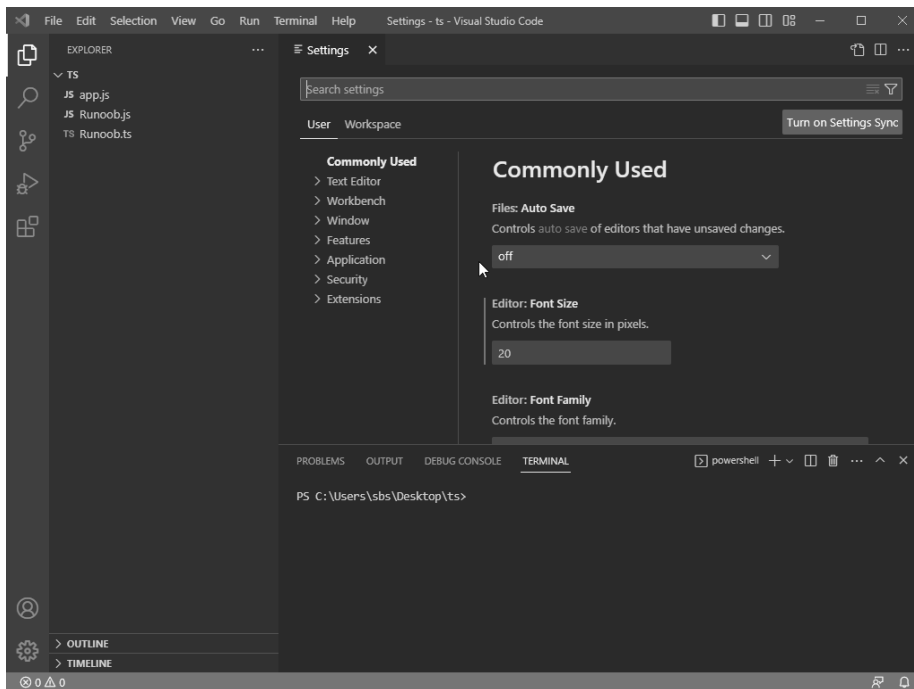 File Edit Selection View Go Run Terminal Help Settings - ts - Visual Studio Code
EXPLORER
TS
JS app.js
JS Runoob.js
TS Runoob.ts
OUTLINE
TIMELINE
0 0
Settings
Search settings
User Workspace
Turn on Settings Sync
Commonly Used
Text Editor
Workbench
Window
Features
Application
Security
Extensions
Commonly Used
Files: Auto Save
Controls auto save of editors that have unsaved changes.
off
Editor: Font Size
Controls the font size in pixels.
20
Editor: Font Family
Controls the font family.
PROBLEMS OUTPUT DEBUG CONSOLE TERMINAL powershell
PS C:\Users\sbs\Desktop\ts>